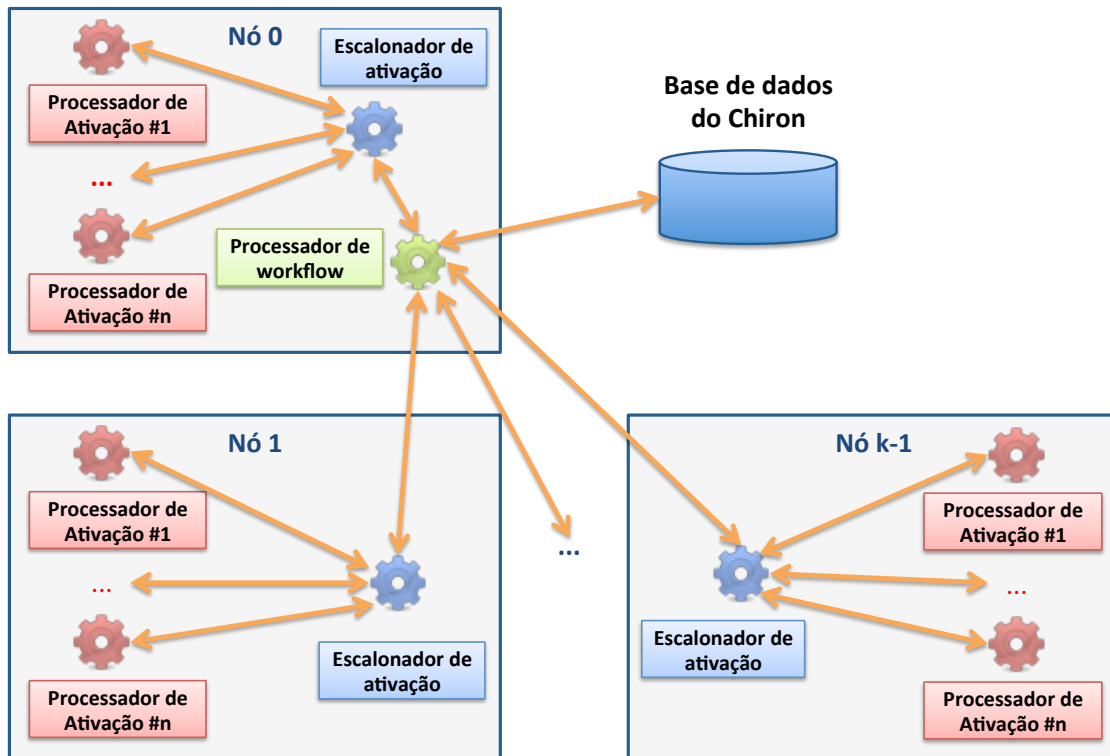 Nó 0
Escalonador de
ativação
Processador de
Ativação #1
...
Processador de
workflow
Processador de
Ativação #n
Base de dados
do Chiron
Nó 1
Processador de
Ativação #1
...
Escalonador de
ativação
Processador de
Ativação #n
...
Nó k-1
Processador de
Ativação #1
...
Escalonador de
ativação
Processador de
Ativação #n